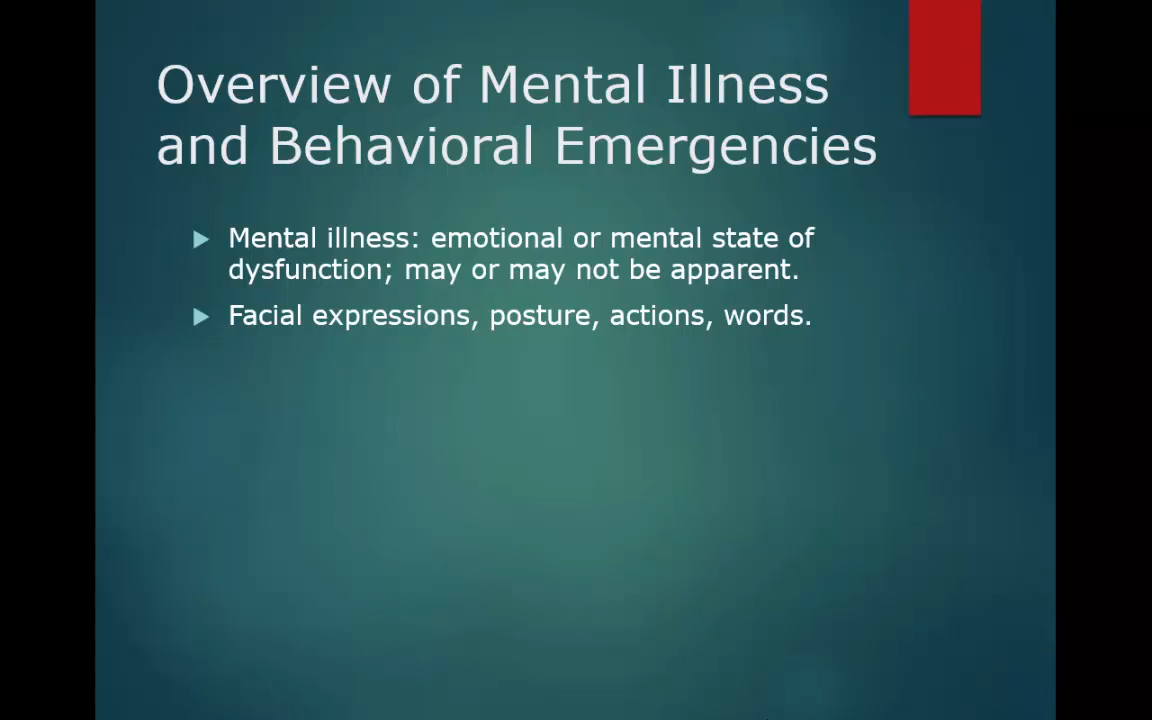 Overview of Mental Illness
and Behavioral Emergencies
Mental illness: emotional or mental state of
dysfunction; may or may not be apparent.
Facial expressions, posture, actions, words.